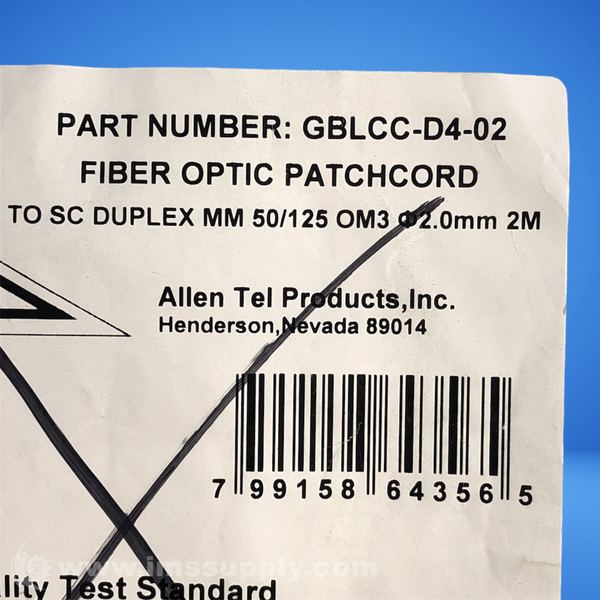 PART NUMBER: GBLCC-D4-02
FIBER OPTIC PATCHCORD
TO SC DUPLEX MM 50/125 OM3 Φ2.0mm 2M
Allen Tel Products,Inc.
Henderson,Nevada 89014
7 99158 64356 5
www.imssupply.com
lity Test Standard